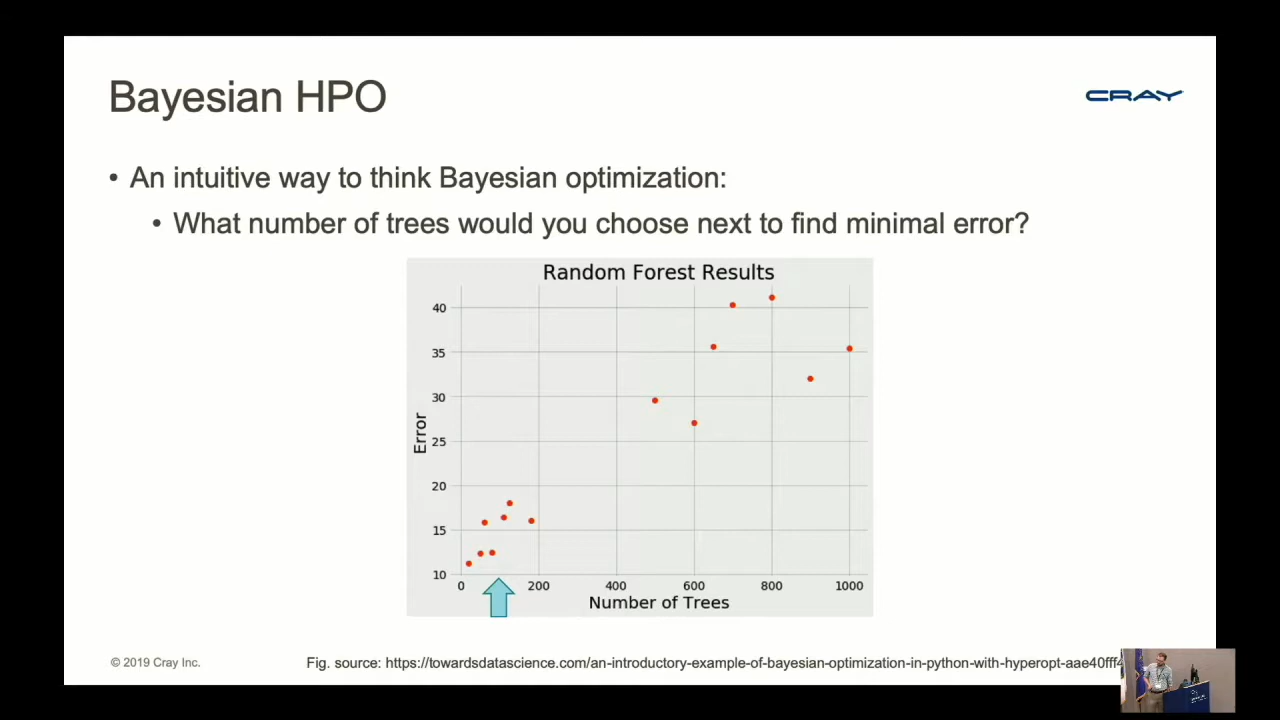 Bayesian HPO
CRAY
• An intuitive way to think Bayesian optimization:
• What number of trees would you choose next to find minimal error?
Random Forest Results
40
35
30
25
20
15
10
Error
0 200 400 600 800 1000
Number of Trees
© 2019 Cray Inc.
Fig. source: https://towardsdatascience.com/an-introductory-example-of-bayesian-optimization-in-python-with-hyperopt-aae40fff4